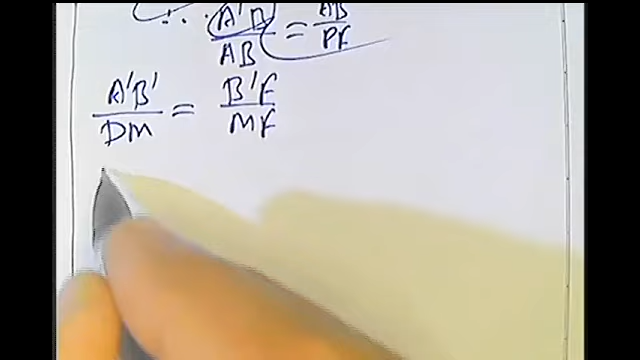 ∴ A'B'/AB = AB/PF
A'B'/DM = B'F/MF